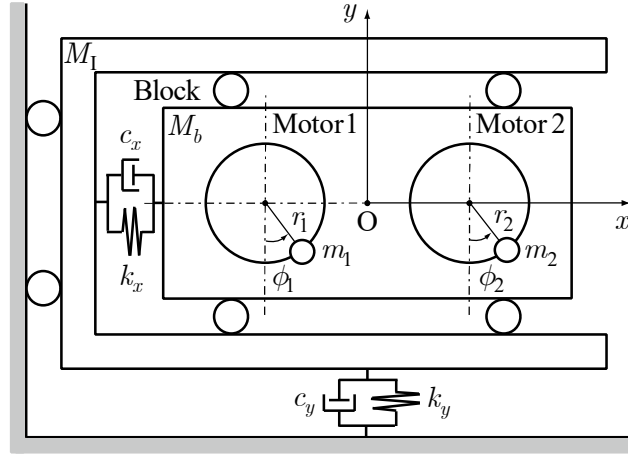 y
M_I
Block
M_b
Motor 1
Motor 2
c_x
r_1
r_2
O
x
k_x
m_1
m_2
ϕ_1
ϕ_2
c_y
k_y